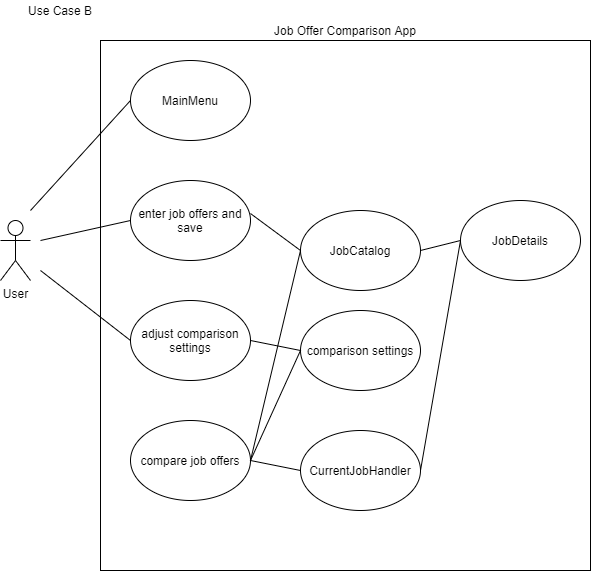 Use Case B
Job Offer Comparison App
MainMenu
enter job offers and
save
JobCatalog
JobDetails
User
adjust comparison
settings
comparison settings
compare job offers
CurrentJobHandler